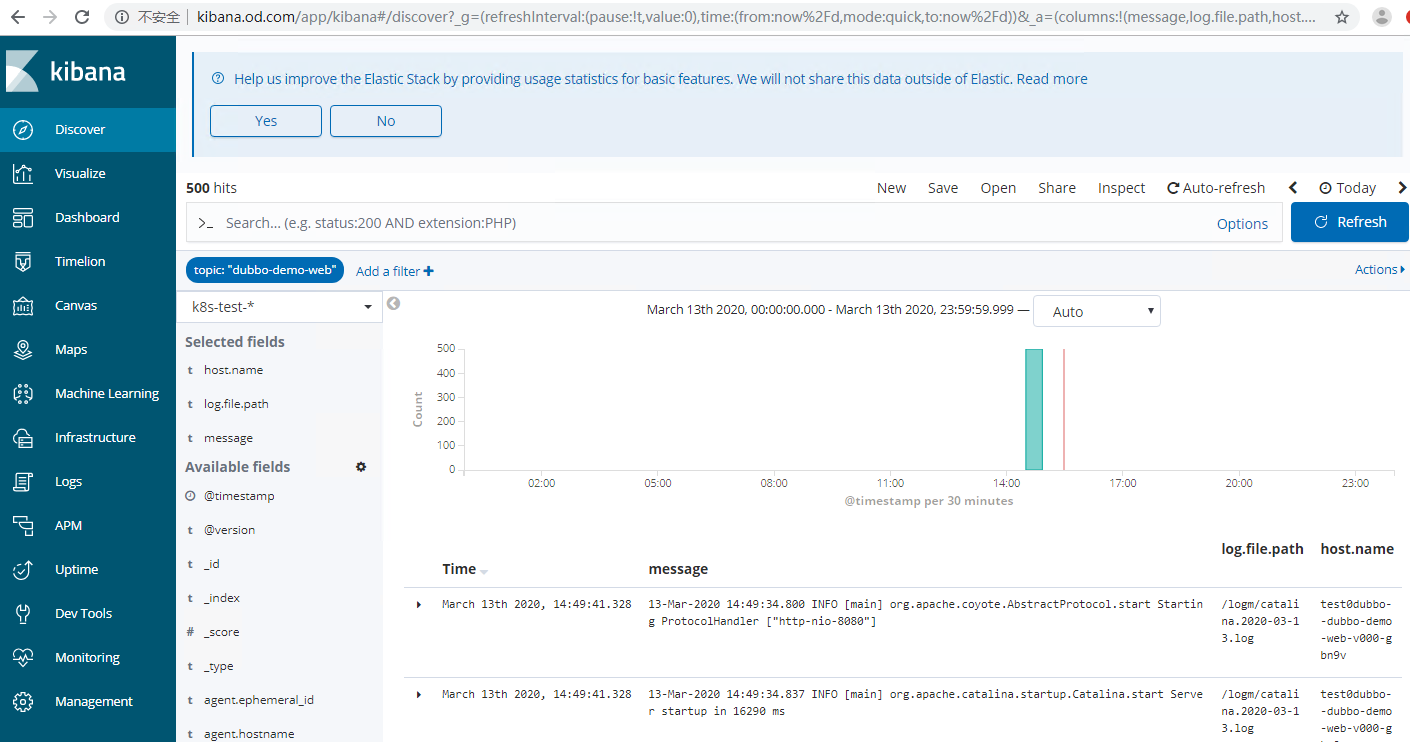 不安全 | kibana.od.com/app/kibana#/discover?_g=(refreshInterval:(pause:!t,value:0),time:(from:now%2Fd,mode:quick,to:now%2Fd))&_a=(columns:!(message,log.file.path,host....
kibana
Help us improve the Elastic Stack by providing usage statistics for basic features. We will not share this data outside of Elastic. Read more
Yes
No
Discover
Visualize
Dashboard
Timelion
Canvas
Maps
Machine Learning
Infrastructure
Logs
APM
Uptime
Dev Tools
Monitoring
Management
500 hits
New
Save
Open
Share
Inspect
Auto-refresh
Today
>_ Search... (e.g. status:200 AND extension:PHP)
Options
Refresh
topic: "dubbo-demo-web"
Add a filter +
Actions
k8s-test-*
Selected fields
t host.name
t log.file.path
t message
Available fields
@timestamp
t @version
t _id
t _index
# _score
t _type
t agent.ephemeral_id
t agent.hostname
March 13th 2020, 00:00:00.000 - March 13th 2020, 23:59:59.999 —
Auto
Count
500
400
300
200
100
0
02:00
05:00
08:00
11:00
14:00
17:00
20:00
23:00
@timestamp per 30 minutes
Time
message
log.file.path
host.name
March 13th 2020, 14:49:41.328
13-Mar-2020 14:49:34.800 INFO [main] org.apache.coyote.AbstractProtocol.start Startin
g ProtocolHandler ["http-nio-8080"]
/logm/catali
na.2020-03-1
3.log
test0dubbo-
-dubbo-demo
-web-v000-g
bn9v
March 13th 2020, 14:49:41.328
13-Mar-2020 14:49:34.837 INFO [main] org.apache.catalina.startup.Catalina.start Serve
r startup in 16290 ms
/logm/catali
na.2020-03-1
3.log
test0dubbo-
-dubbo-demo
-web-v000-g